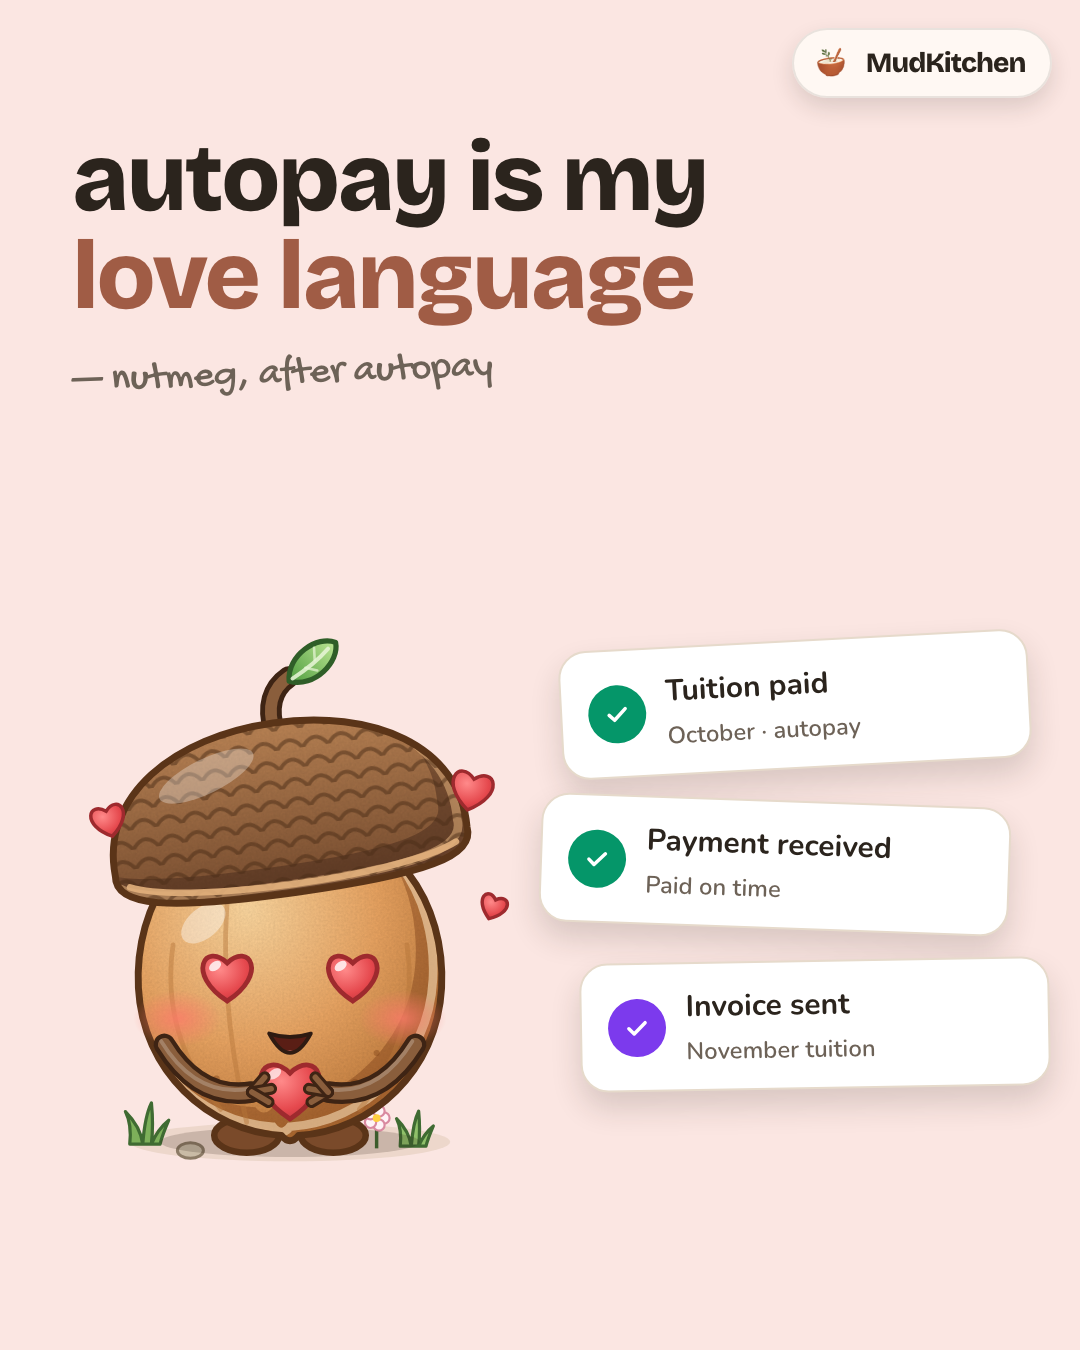 MudKitchen
autopay is my
love language
— nutmeg, after autopay
Tuition paid
October · autopay
Payment received
Paid on time
Invoice sent
November tuition